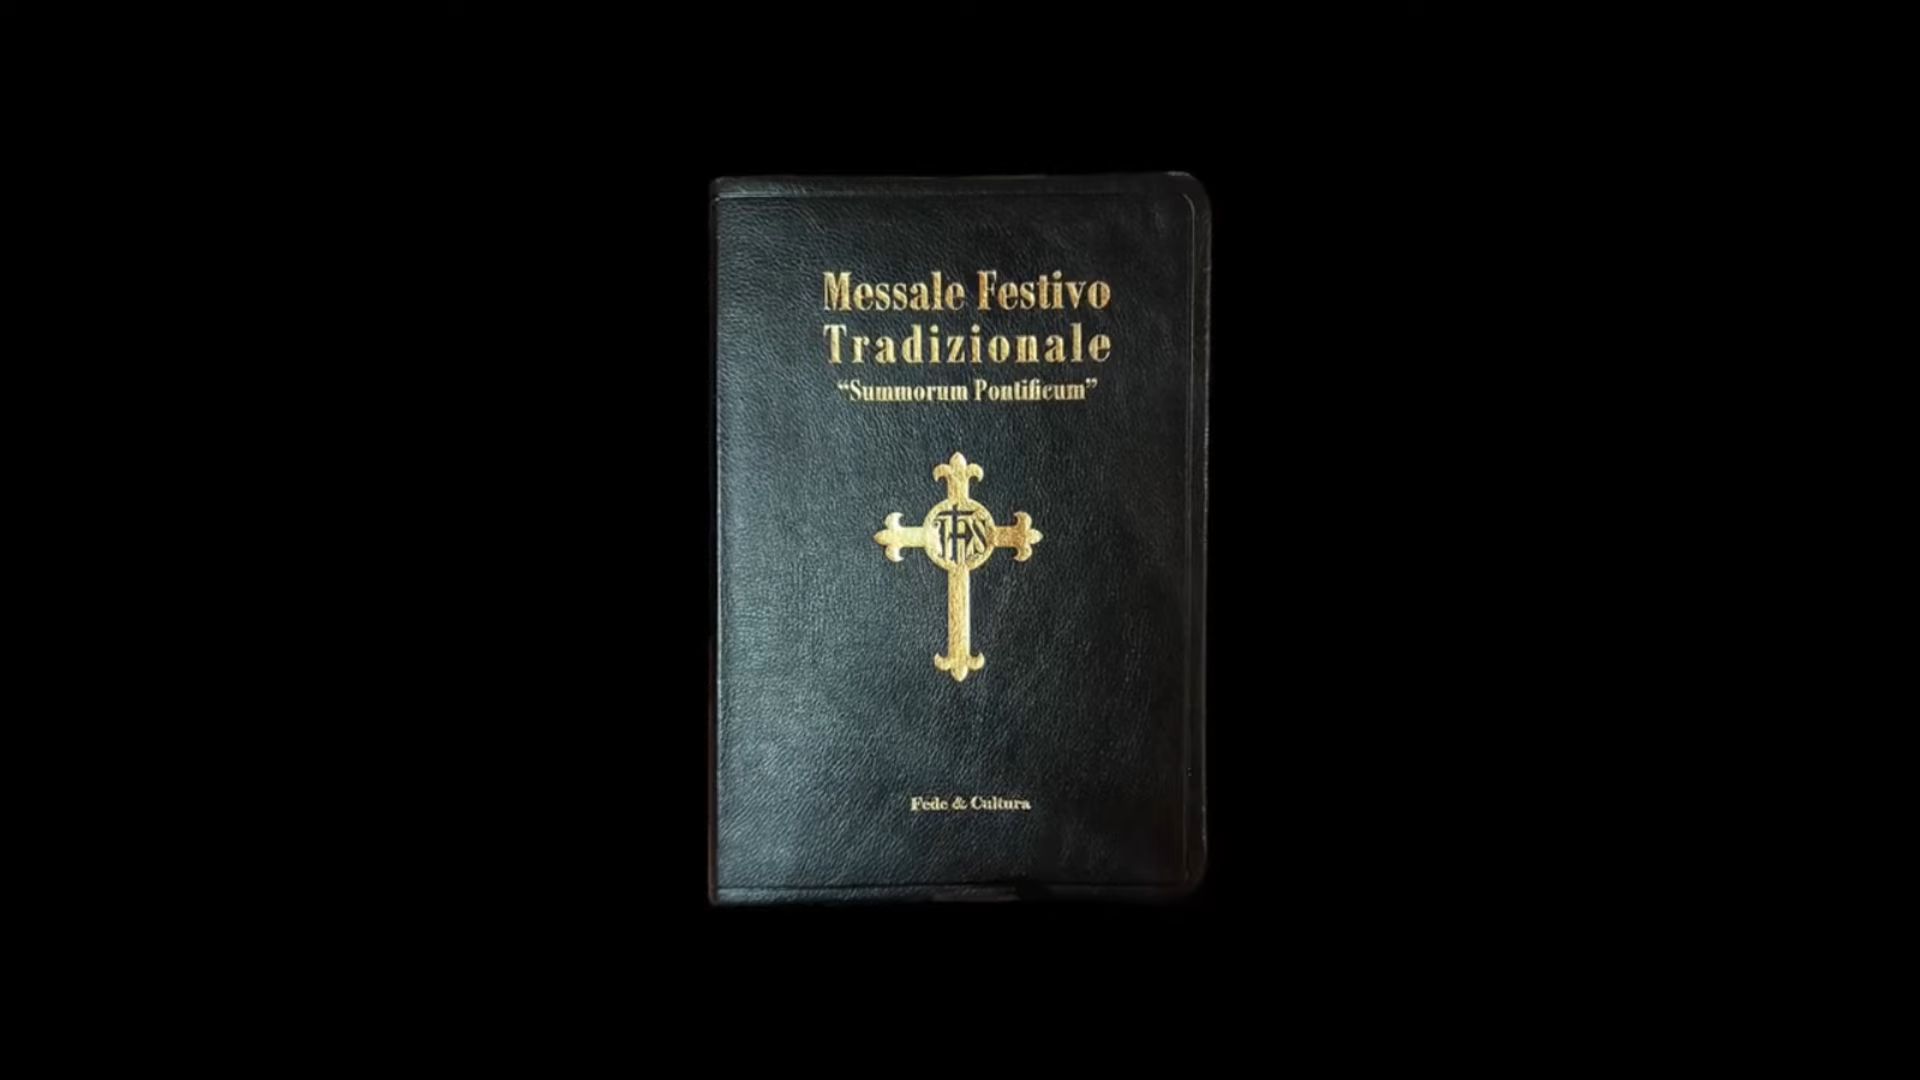 Messale Festivo
Tradizionale
“Summorum Pontificum”
IHS
Fede & Cultura